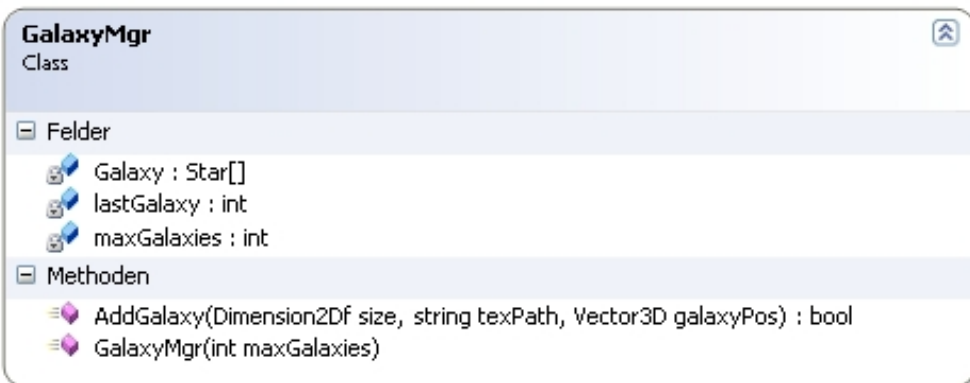 GalaxyMgr
Class
Felder
Galaxy : Star[]
lastGalaxy : int
maxGalaxies : int
Methoden
AddGalaxy(Dimension2Df size, string texPath, Vector3D galaxyPos) : bool
GalaxyMgr(int maxGalaxies)